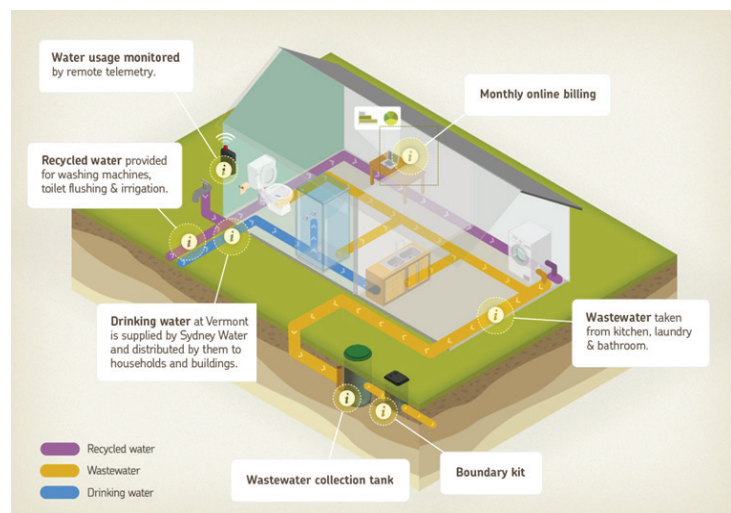 Water usage monitored
by remote telemetry.
Monthly online billing
Recycled water provided
for washing machines,
toilet flushing & irrigation.
Drinking water at Vermont
is supplied by Sydney Water
and distributed by them to
households and buildings.
Wastewater taken
from kitchen, laundry
& bathroom.
Wastewater collection tank
Boundary kit
Recycled water
Wastewater
Drinking water
i
i
i
i
i
i
i